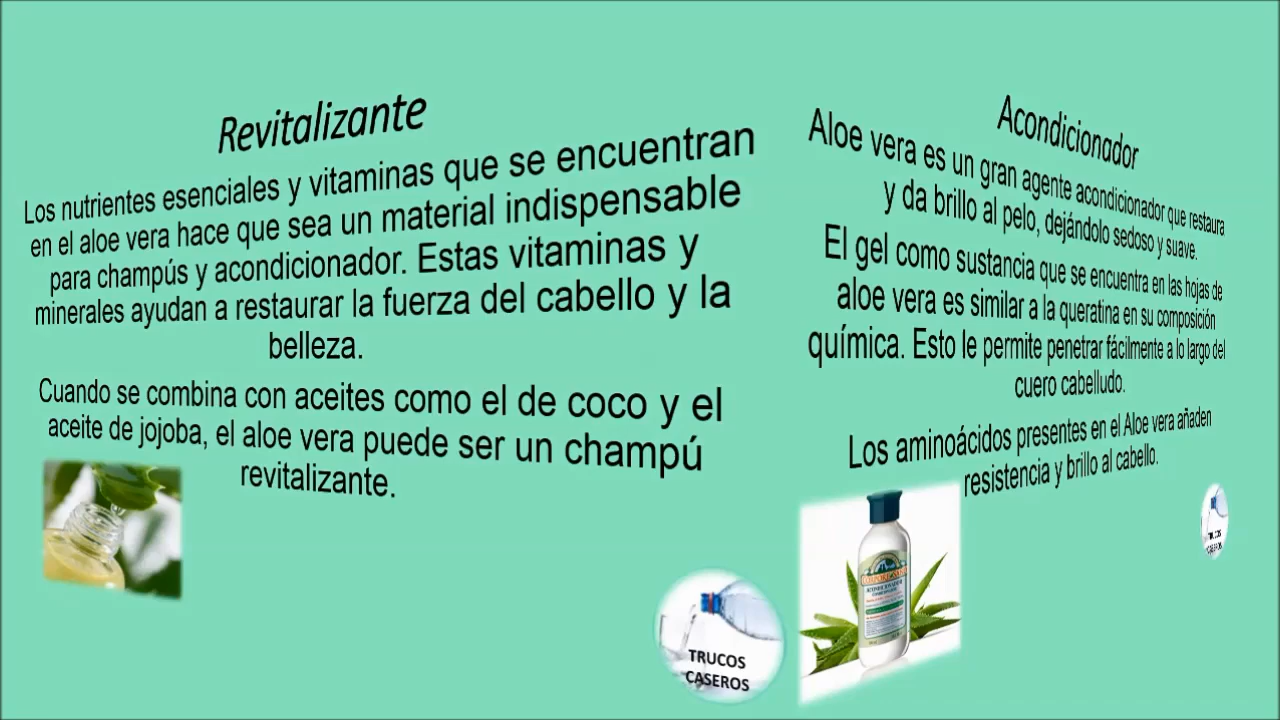 Revitalizante
Los nutrientes esenciales y vitaminas que se encuentran
en el aloe vera hace que sea un material indispensable
para champús y acondicionador. Estas vitaminas y
minerales ayudan a restaurar la fuerza del cabello y la
belleza.
Cuando se combina con aceites como el de coco y el
aceite de jojoba, el aloe vera puede ser un champú
revitalizante.
TRUCOS
CASEROS
Acondicionador
Aloe vera es un gran agente acondicionador que restaura
y da brillo al pelo, dejándolo sedoso y suave.
El gel como sustancia que se encuentra en las hojas de
aloe vera es similar a la queratina en su composición
química. Esto le permite penetrar fácilmente a lo largo del
cuero cabelludo.
Los aminoácidos presentes en el Aloe vera añaden
resistencia y brillo al cabello.
TRUCOS
CASEROS